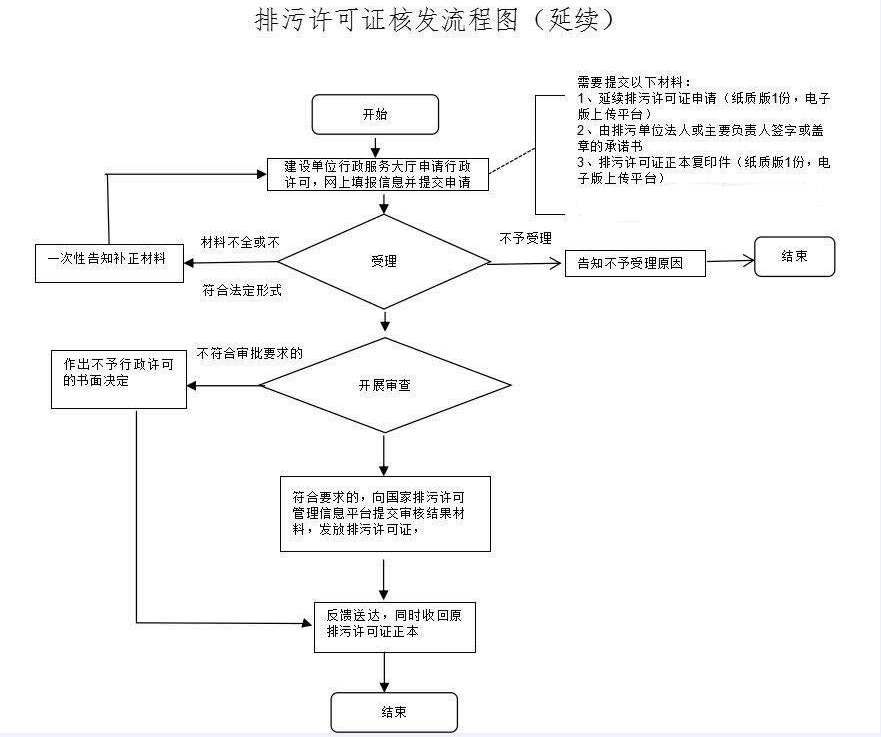 排污许可证核发流程图（延续）
需要提交以下材料：
1、延续排污许可证申请（纸质版1份，电子
版上传平台）
2、由排污单位法人或主要负责人签字或盖
章的承诺书
3、排污许可证正本复印件（纸质版1份，电
子版上传平台）
开始
建设单位行政服务大厅申请行政
许可，网上填报信息并提交申请
材料不全或不
符合法定形式
一次性告知补正材料
受理
不予受理
告知不予受理原因
结束
不符合审批要求的
作出不予行政许可
的书面决定
开展审查
符合要求的，向国家排污许可
管理信息平台提交审核结果材
料，发放排污许可证，
反馈送达，同时收回原
排污许可证正本
结束